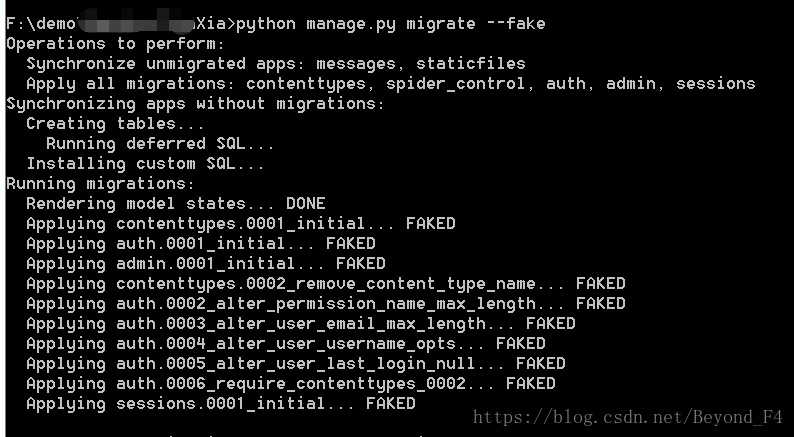 F:\demo Xia>python manage.py migrate --fake
Operations to perform:
  Synchronize unmigrated apps: messages, staticfiles
  Apply all migrations: contenttypes, spider_control, auth, admin, sessions
Synchronizing apps without migrations:
  Creating tables...
    Running deferred SQL...
  Installing custom SQL...
Running migrations:
  Rendering model states... DONE
  Applying contenttypes.0001_initial... FAKED
  Applying auth.0001_initial... FAKED
  Applying admin.0001_initial... FAKED
  Applying contenttypes.0002_remove_content_type_name... FAKED
  Applying auth.0002_alter_permission_name_max_length... FAKED
  Applying auth.0003_alter_user_email_max_length... FAKED
  Applying auth.0004_alter_user_username_opts... FAKED
  Applying auth.0005_alter_user_last_login_null... FAKED
  Applying auth.0006_require_contenttypes_0002... FAKED
  Applying sessions.0001_initial... FAKED
https://blog.csdn.net/Beyond_F4